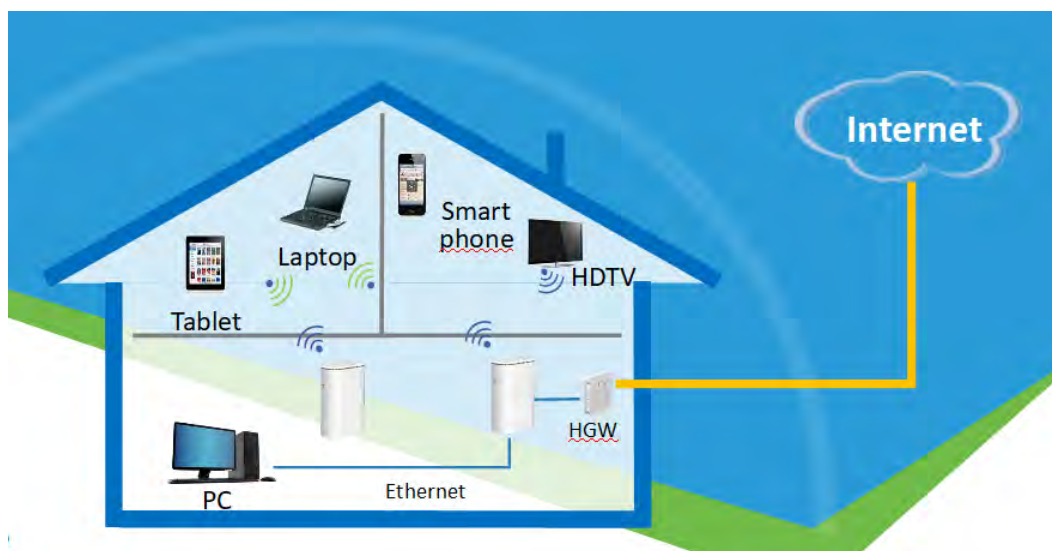 Internet
Smart
phone
Laptop
HDTV
Tablet
HGW
Ethernet
PC